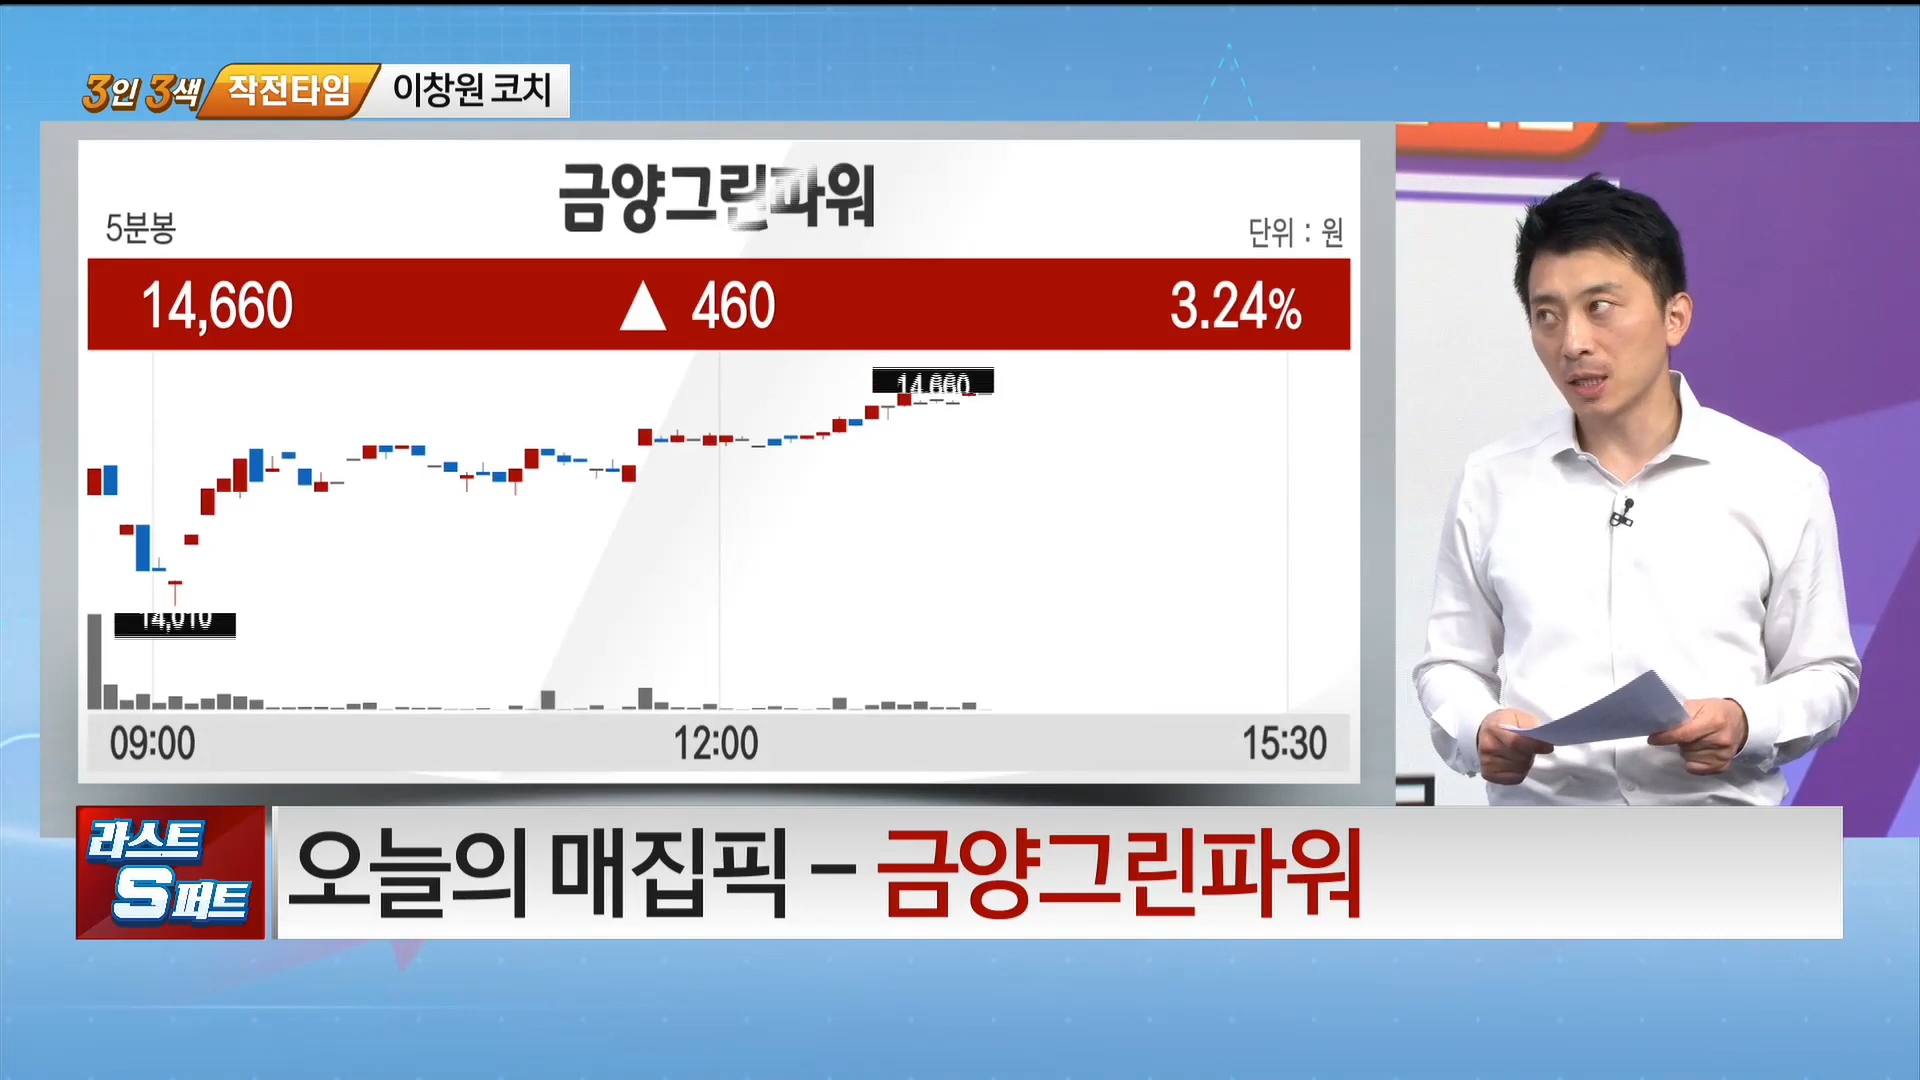 3인 3색 작전타임 이창원 코치
금양그린파워
5분봉
단위 : 원
14,660 ▲ 460 3.24%
14,660
14,010
09:00 12:00 15:30
라스트
S퍼트
오늘의 매집픽 - 금양그린파워